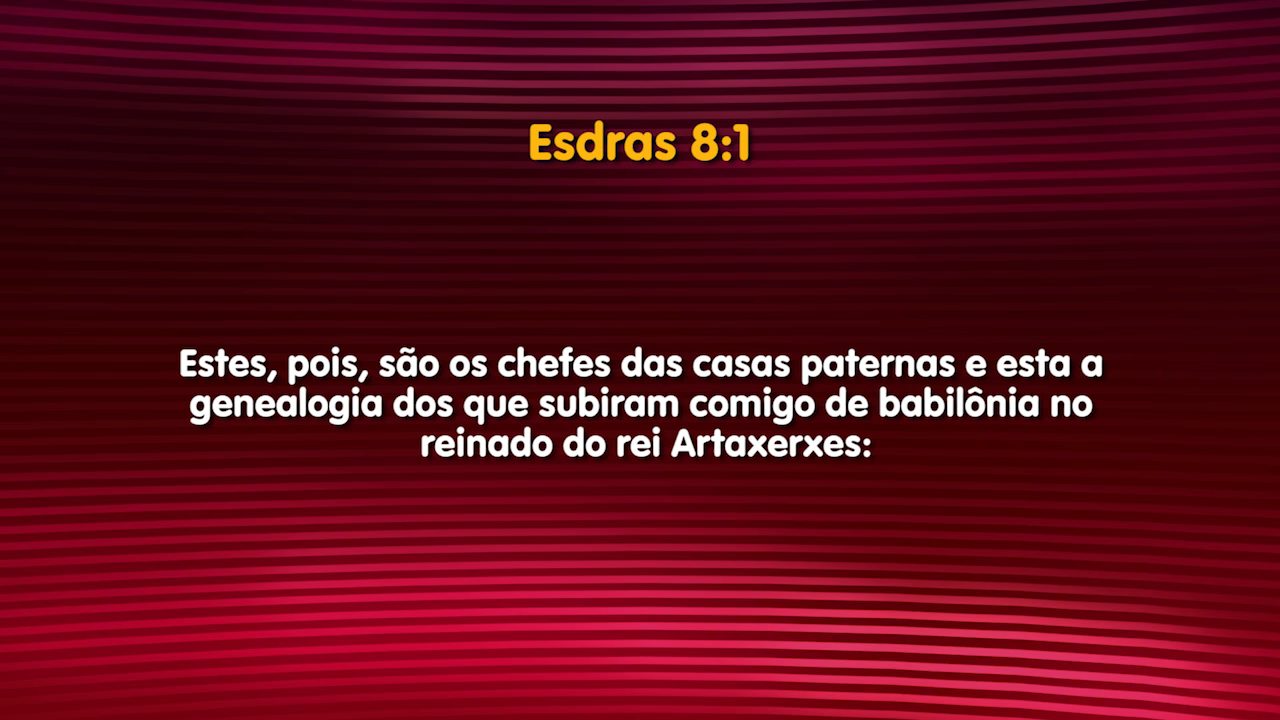 Esdras 8:1
Estes, pois, são os chefes das casas paternas e esta a
genealogia dos que subiram comigo de babilônia no
reinado do rei Artaxerxes: